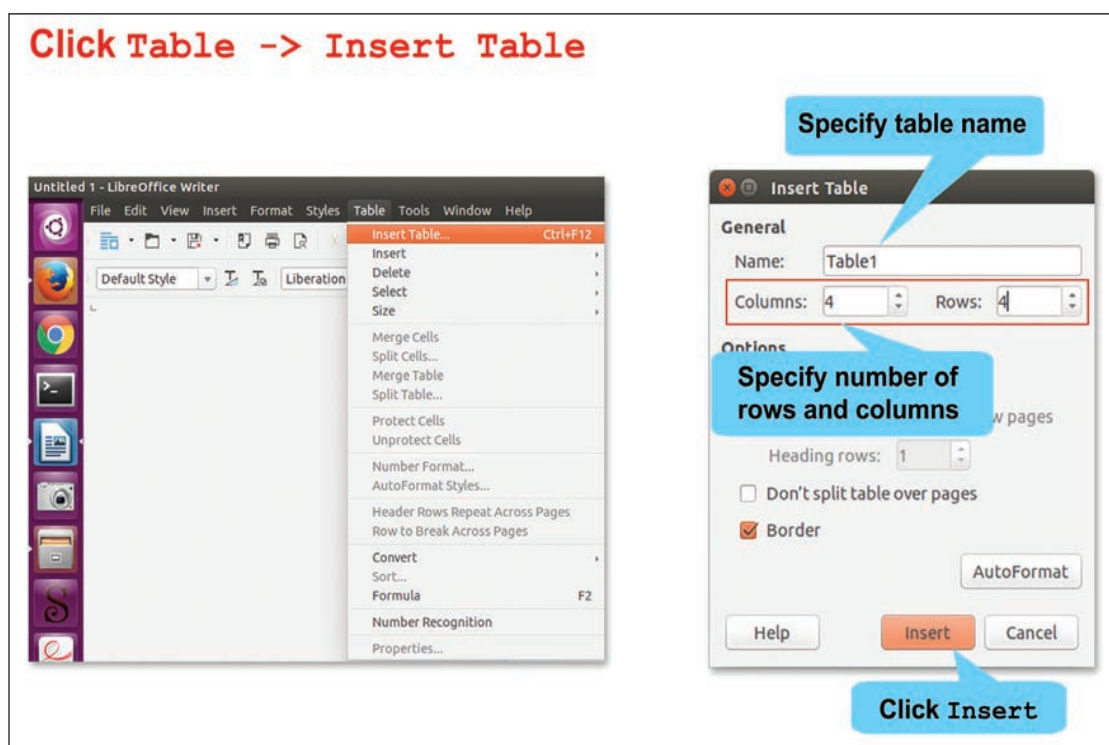 Click Table -> Insert Table
Specify table name
Untitled 1 - LibreOffice Writer
File Edit View Insert Format Styles Table Tools Window Help
Insert Table... Ctrl+F12
Insert
Delete
Select
Size
Merge Cells
Split Cells...
Merge Table
Split Table...
Protect Cells
Unprotect Cells
Number Format...
AutoFormat Styles...
Header Rows Repeat Across Pages
Row to Break Across Pages
Convert
Sort...
Formula F2
Number Recognition
Properties...
Default Style
Liberation
Insert Table
General
Name: Table1
Columns: 4 Rows: 4
Options
Specify number of
rows and columns
w pages
Heading rows: 1
Don't split table over pages
Border
AutoFormat
Help Insert Cancel
Click Insert